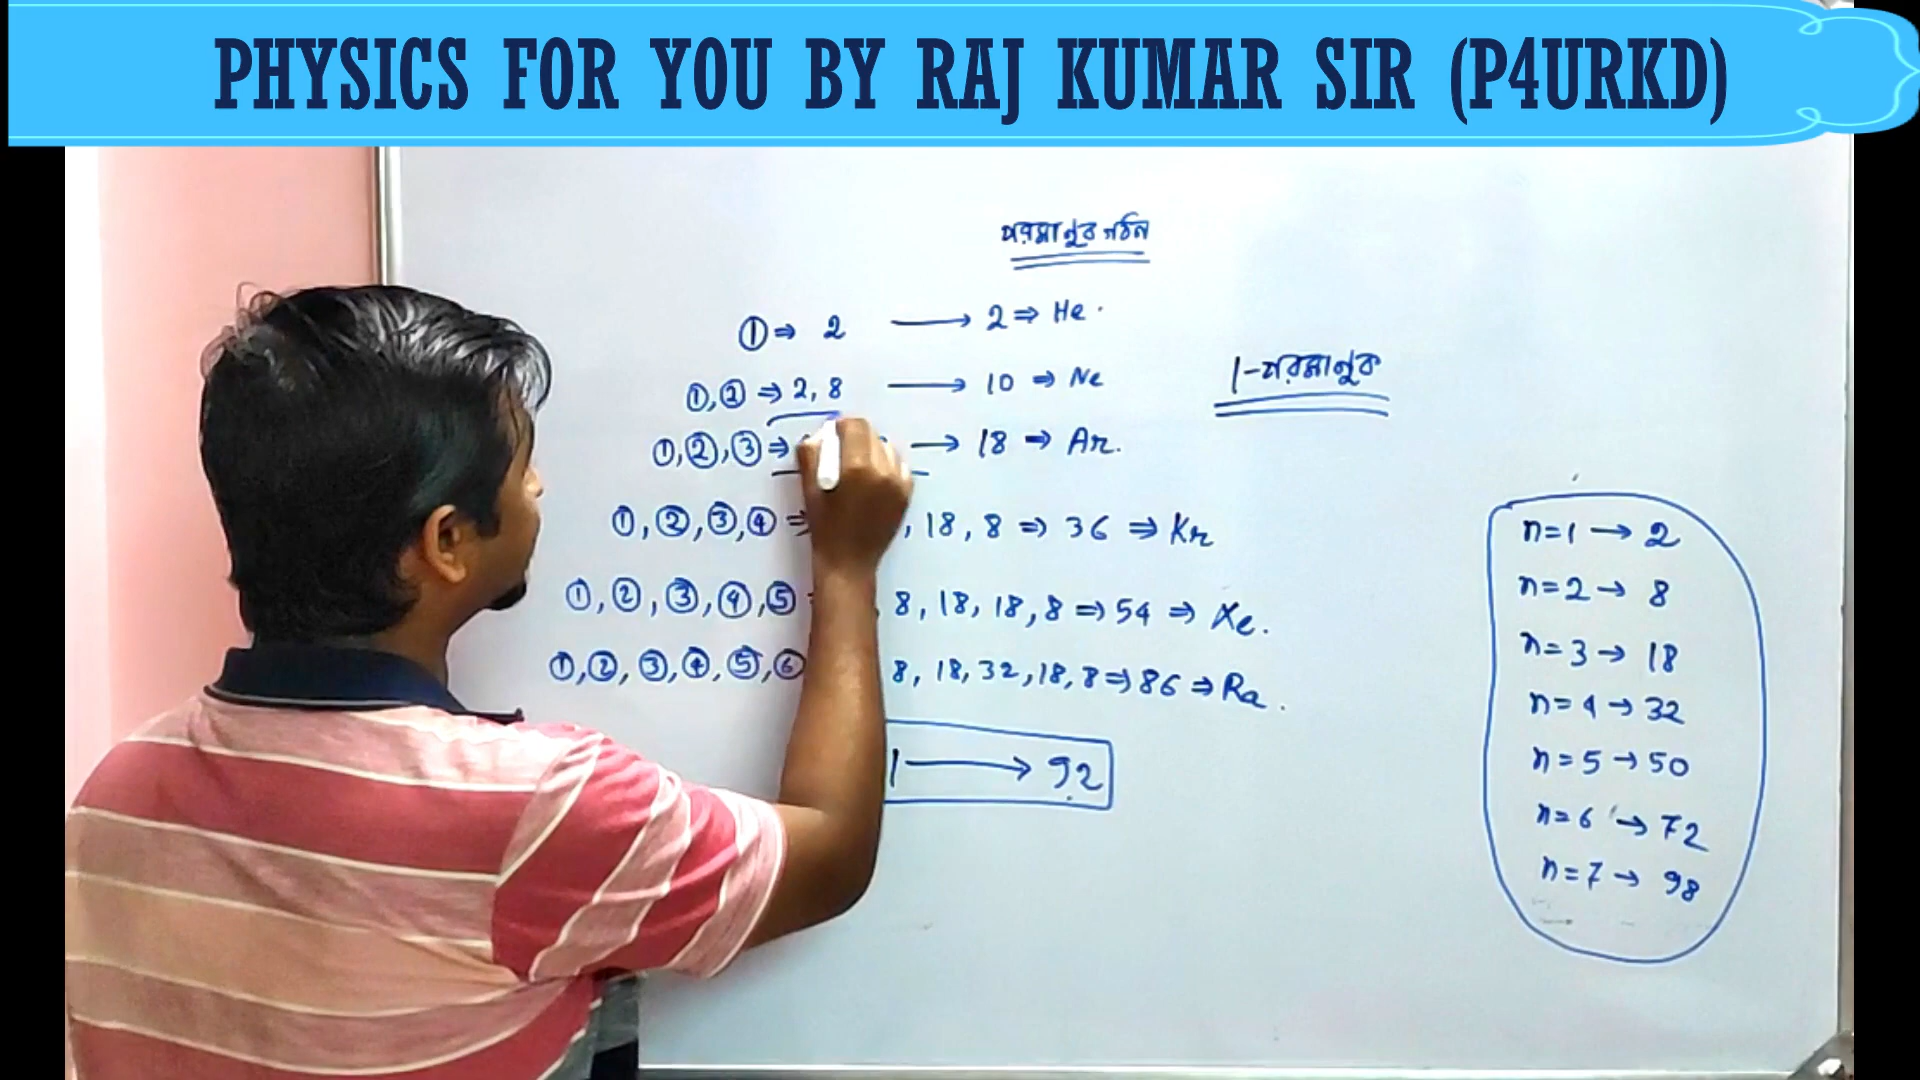 PHYSICS FOR YOU BY RAJ KUMAR SIR (P4URKD)
পরমাণুর গঠন
① ⇒ 2 ⟶ 2 ⇒ He.
①,② ⇒ 2, 8 ⟶ 10 ⇒ Ne
①,②,③ ⇒ ⟶ 18 ⇒ Ar.
①,②,③,④ ⇒ , 18, 8 ⇒ 36 ⇒ Kr
①,②,③,④,⑤ 8, 18, 18, 8 ⇒ 54 ⇒ Xe.
①,②,③,④,⑤,⑥ 8, 18, 32, 18, 8 ⇒ 86 ⇒ Ra.
1 ⟶ 92
1-পরমাণুক
n=1 → 2
n=2 → 8
n=3 → 18
n=4 → 32
n=5 → 50
n=6 → 72
n=7 → 98